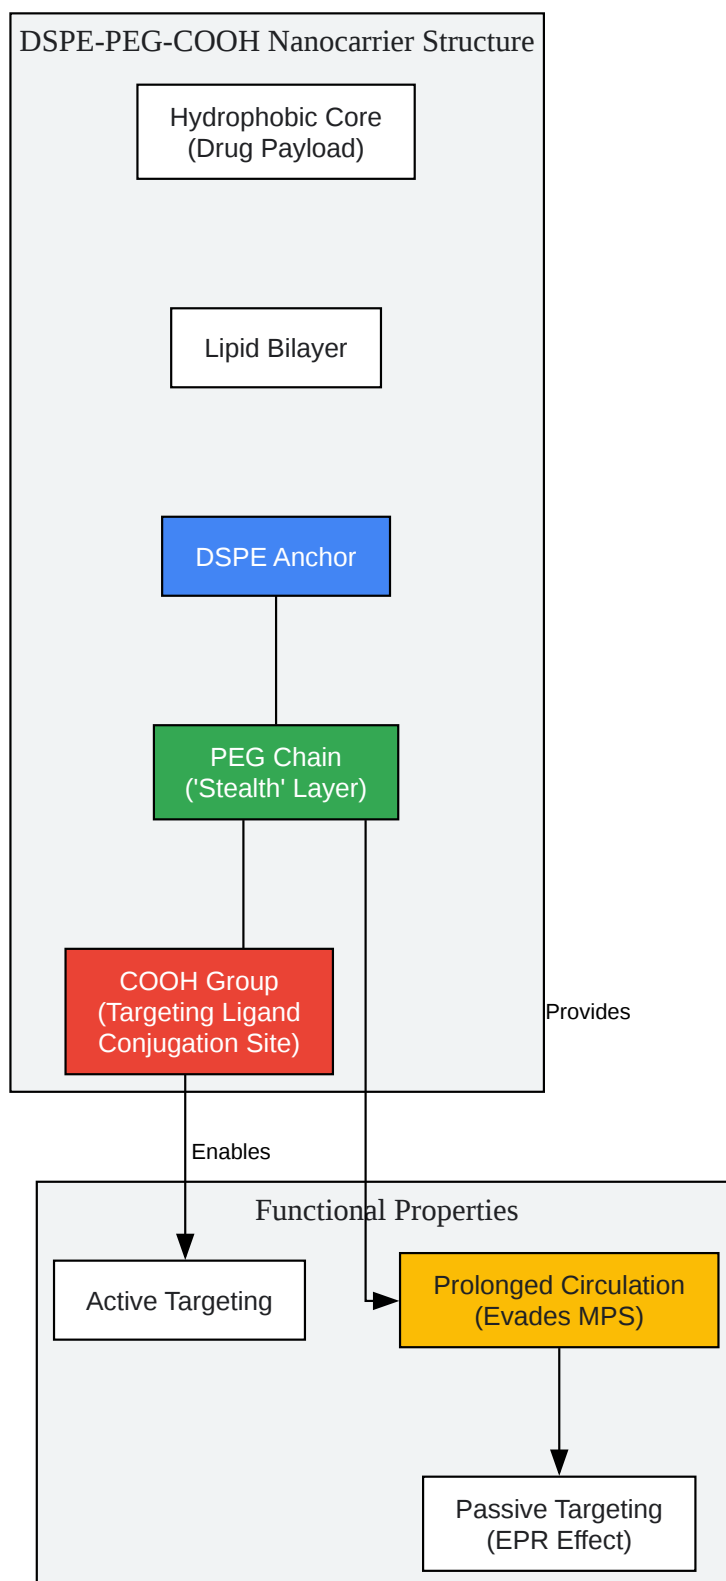 DSPE-PEG-COOH Nanocarrier Structure
Hydrophobic Core
(Drug Payload)
Lipid Bilayer
DSPE Anchor
PEG Chain
('Stealth' Layer)
COOH Group
(Targeting Ligand
Conjugation Site)
Provides
Enables
Functional Properties
Active Targeting
Prolonged Circulation
(Evades MPS)
Passive Targeting
(EPR Effect)